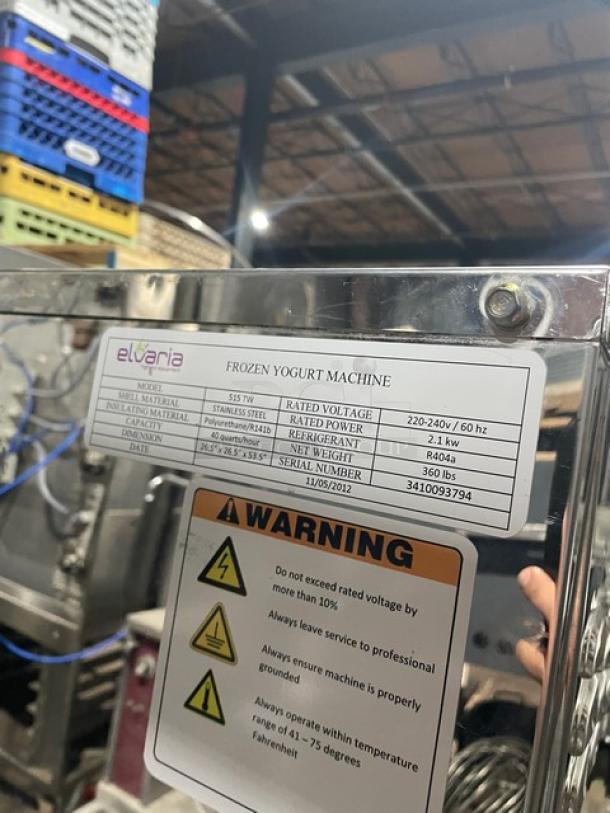 elvaria
FROZEN YOGURT MACHINE
MODEL 515 TW RATED VOLTAGE 220-240v / 60 hz
SHELL MATERIAL STAINLESS STEEL RATED POWER 2.1 kw
INSULATING MATERIAL Polyurethane/R141b REFRIGERANT R404a
CAPACITY 40 quarts/hour NET WEIGHT 360 lbs
DIMENSION 26.5" x 26.5" x 53.5" SERIAL NUMBER 3410093794
DATE 11/05/2012
WARNING
Do not exceed rated voltage by
more than 10%
Always leave service to professional
Always ensure machine is properly
grounded
Always operate within temperature
range of 41 – 75 degrees
Fahrenheit